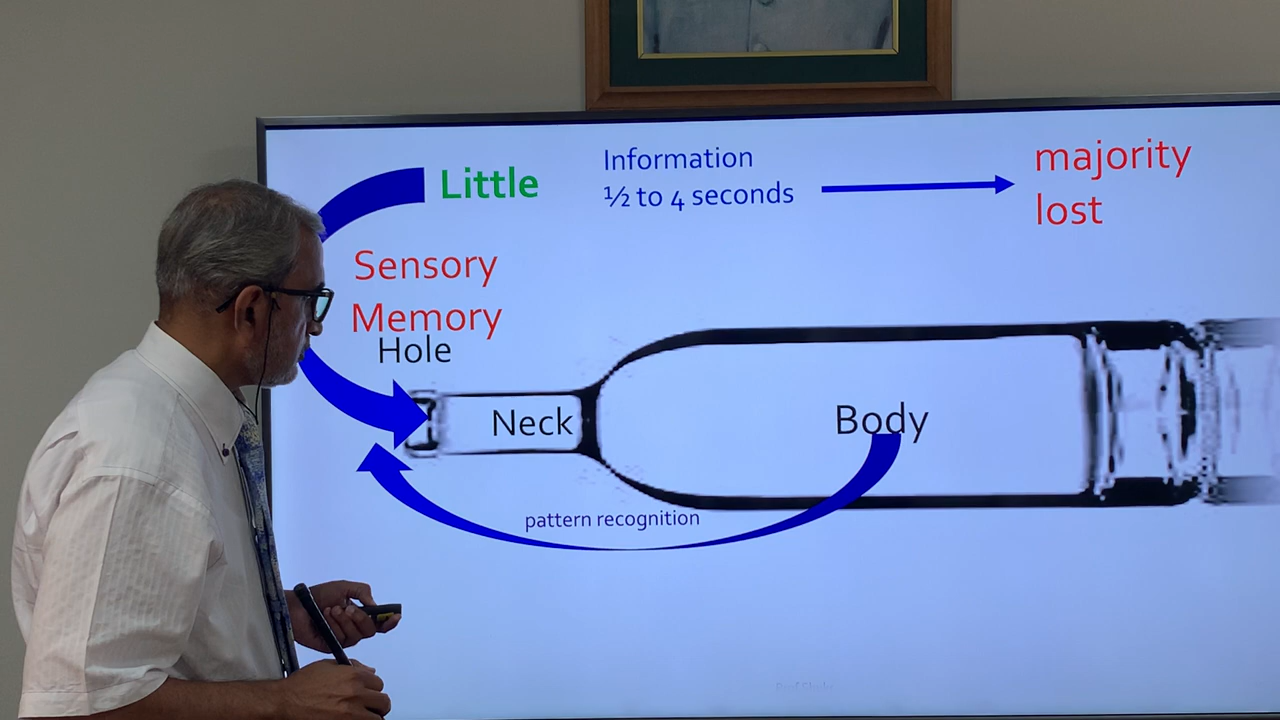 Little
Information
½ to 4 seconds
majority
lost
Sensory
Memory
Hole
Neck
Body
pattern recognition